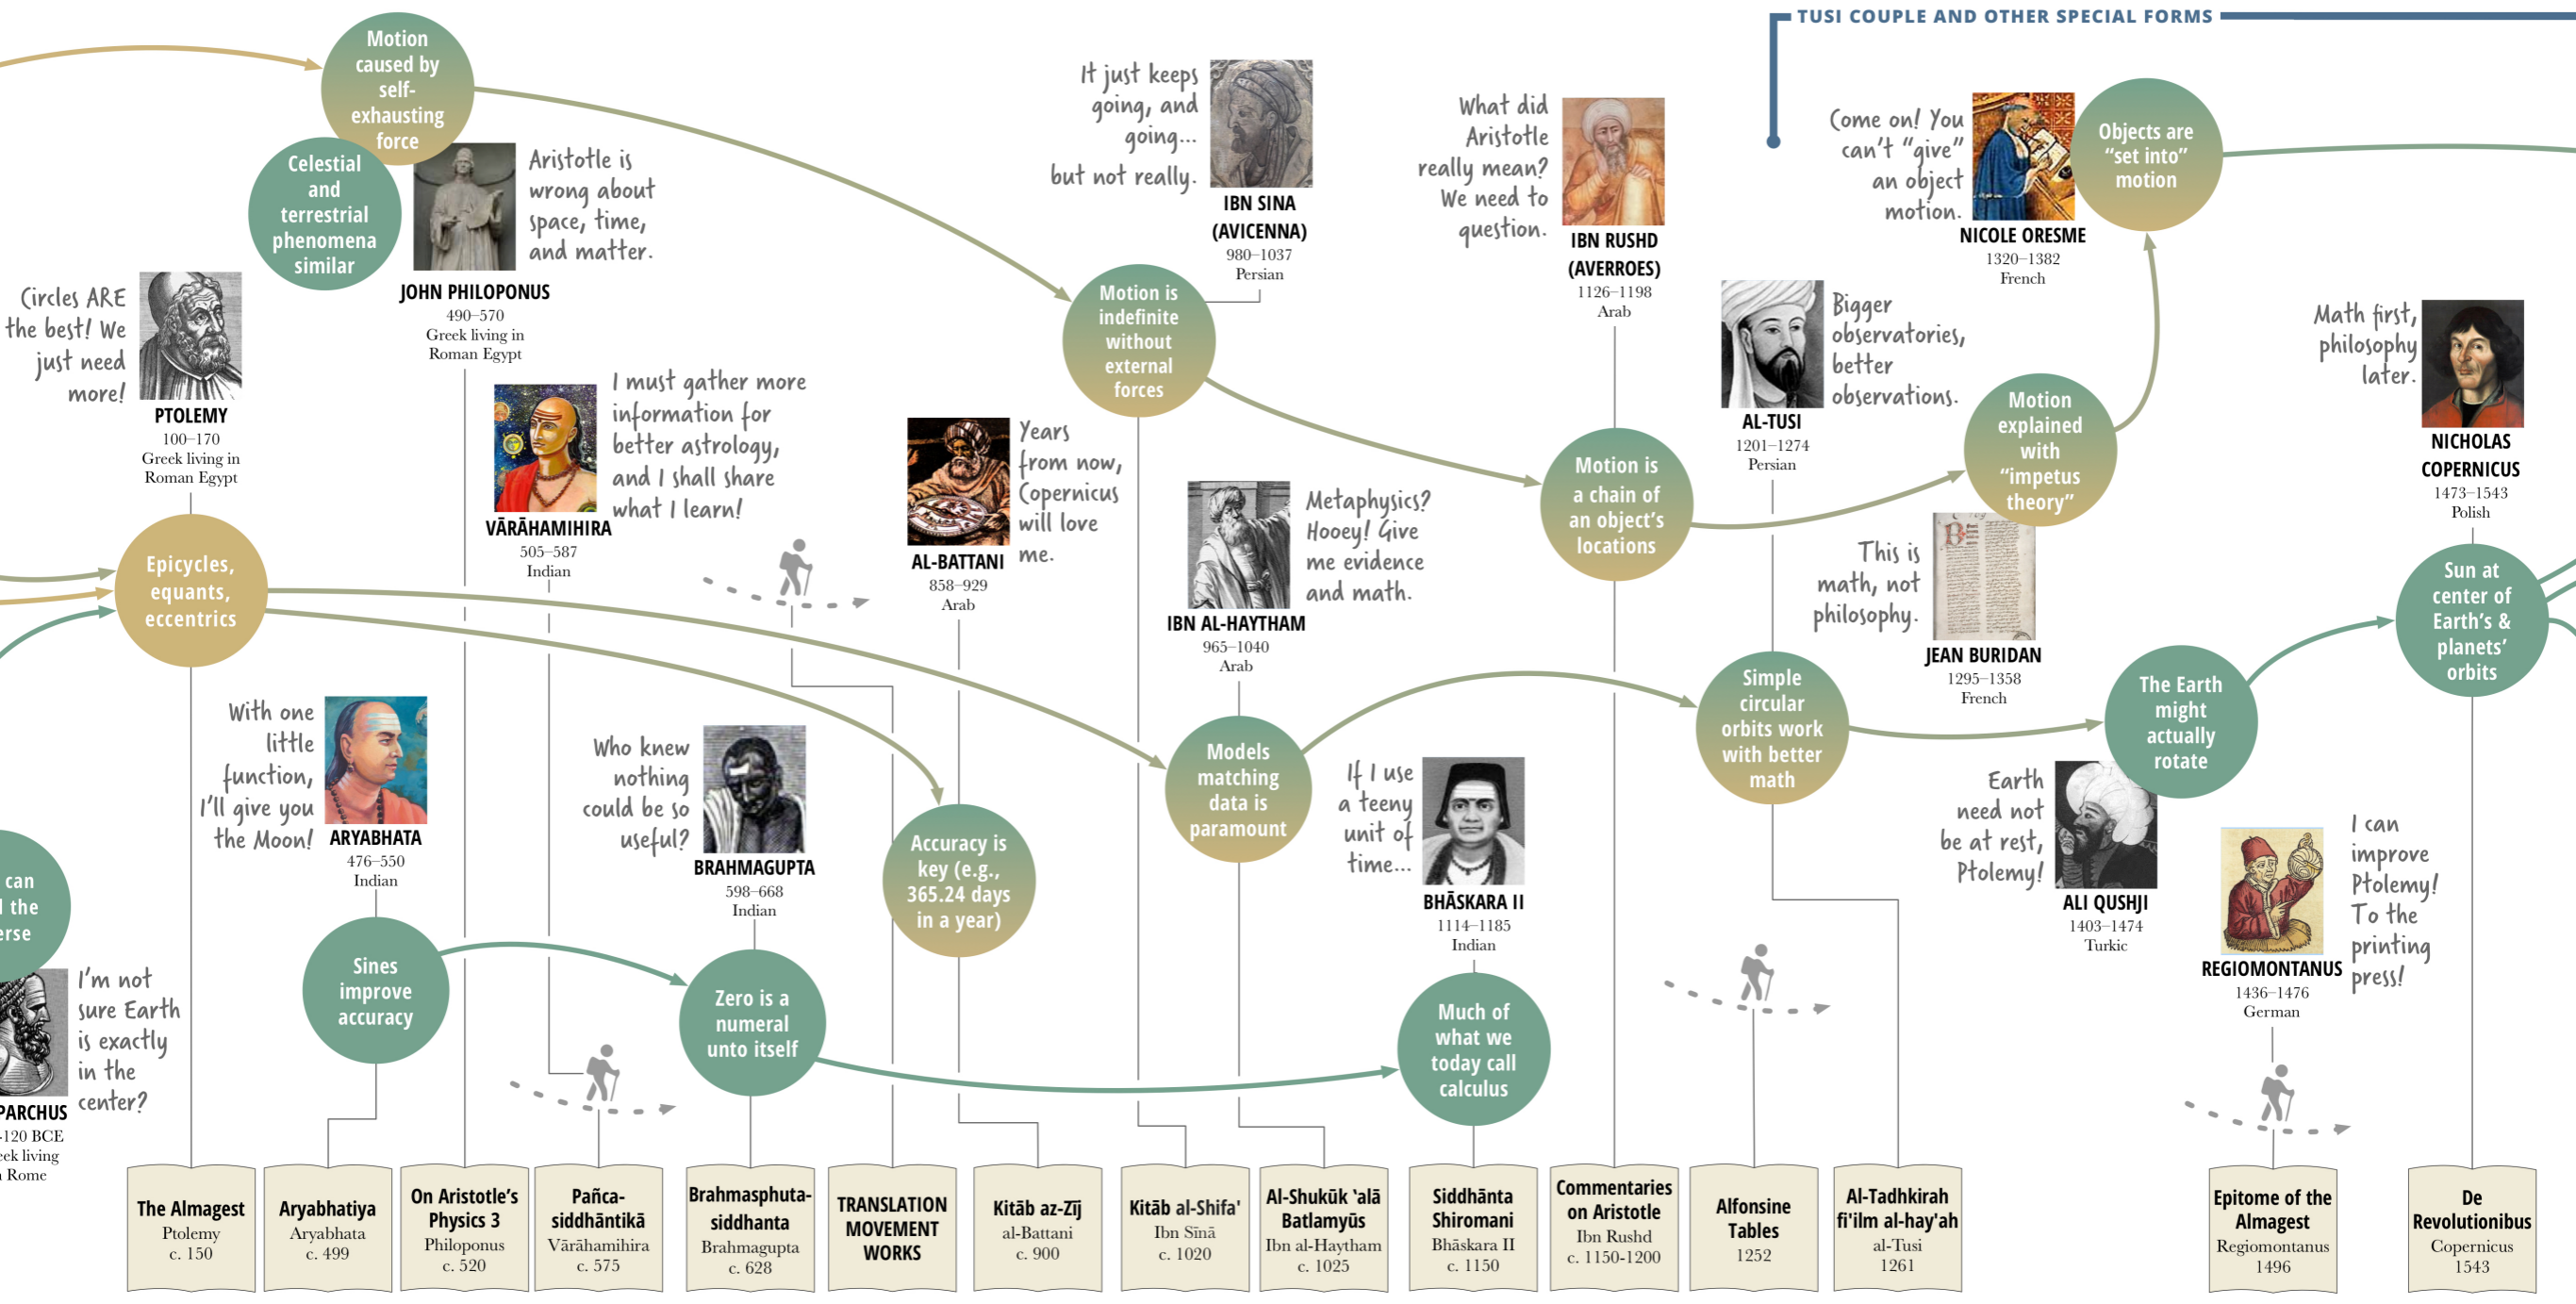 TUSI COUPLE AND OTHER SPECIAL FORMS
Motion
caused by
self-
exhausting
force
Celestial
and
terrestrial
phenomena
similar
Aristotle is
wrong about
space, time,
and matter.
JOHN PHILOPONUS
490–570
Greek living in
Roman Egypt
Circles ARE
the best! We
just need
more!
PTOLEMY
100–170
Greek living in
Roman Egypt
Epicycles,
equants,
eccentrics
I must gather more
information for
better astrology,
and I shall share
what I learn!
VĀRĀHAMIHIRA
505–587
Indian
With one
little
function,
I'll give you
the Moon!
ARYABHATA
476–550
Indian
Sines
improve
accuracy
can
the
erse
I'm not
sure Earth
is exactly
in the
center?
PARCHUS
-120 BCE
eek living
Rome
Who knew
nothing
could be so
useful?
BRAHMAGUPTA
598–668
Indian
Zero is a
numeral
unto itself
Years
from now,
Copernicus
will love
me.
AL-BATTANI
858–929
Arab
Accuracy is
key (e.g.,
365.24 days
in a year)
It just keeps
going, and
going...
but not really.
IBN SINA
(AVICENNA)
980–1037
Persian
Motion is
indefinite
without
external
forces
Metaphysics?
Hooey! Give
me evidence
and math.
IBN AL-HAYTHAM
965–1040
Arab
Models
matching
data is
paramount
If I use
a teeny
unit of
time...
BHĀSKARA II
1114–1185
Indian
Much of
what we
today call
calculus
What did
Aristotle
really mean?
We need to
question.
IBN RUSHD
(AVERROES)
1126–1198
Arab
Motion is
a chain of
an object's
locations
Bigger
observatories,
better
observations.
AL-TUSI
1201–1274
Persian
Simple
circular
orbits work
with better
math
Come on! You
can't "give"
an object
motion.
NICOLE ORESME
1320–1382
French
Objects are
"set into"
motion
Motion
explained
with
"impetus
theory"
This is
math, not
philosophy.
JEAN BURIDAN
1295–1358
French
The Earth
might
actually
rotate
Earth
need not
be at rest,
Ptolemy!
ALI QUSHJI
1403–1474
Turkic
I can
improve
Ptolemy!
To the
printing
press!
REGIOMONTANUS
1436–1476
German
Math first,
philosophy
later.
NICHOLAS
COPERNICUS
1473–1543
Polish
Sun at
center of
Earth's &
planets'
orbits
The Almagest
Ptolemy
c. 150
Aryabhatiya
Aryabhata
c. 499
On Aristotle's
Physics 3
Philoponus
c. 520
Pañca-
siddhāntikā
Vārāhamihira
c. 575
Brahmasphuta-
siddhanta
Brahmagupta
c. 628
TRANSLATION
MOVEMENT
WORKS
Kitāb az-Zīj
al-Battani
c. 900
Kitāb al-Shifa'
Ibn Sīnā
c. 1020
Al-Shukūk ‛alā
Batlamyūs
Ibn al-Haytham
c. 1025
Siddhānta
Shiromani
Bhāskara II
c. 1150
Commentaries
on Aristotle
Ibn Rushd
c. 1150-1200
Alfonsine
Tables
1252
Al-Tadhkirah
fi'ilm al-hay'ah
al-Tusi
1261
Epitome of the
Almagest
Regiomontanus
1496
De
Revolutionibus
Copernicus
1543